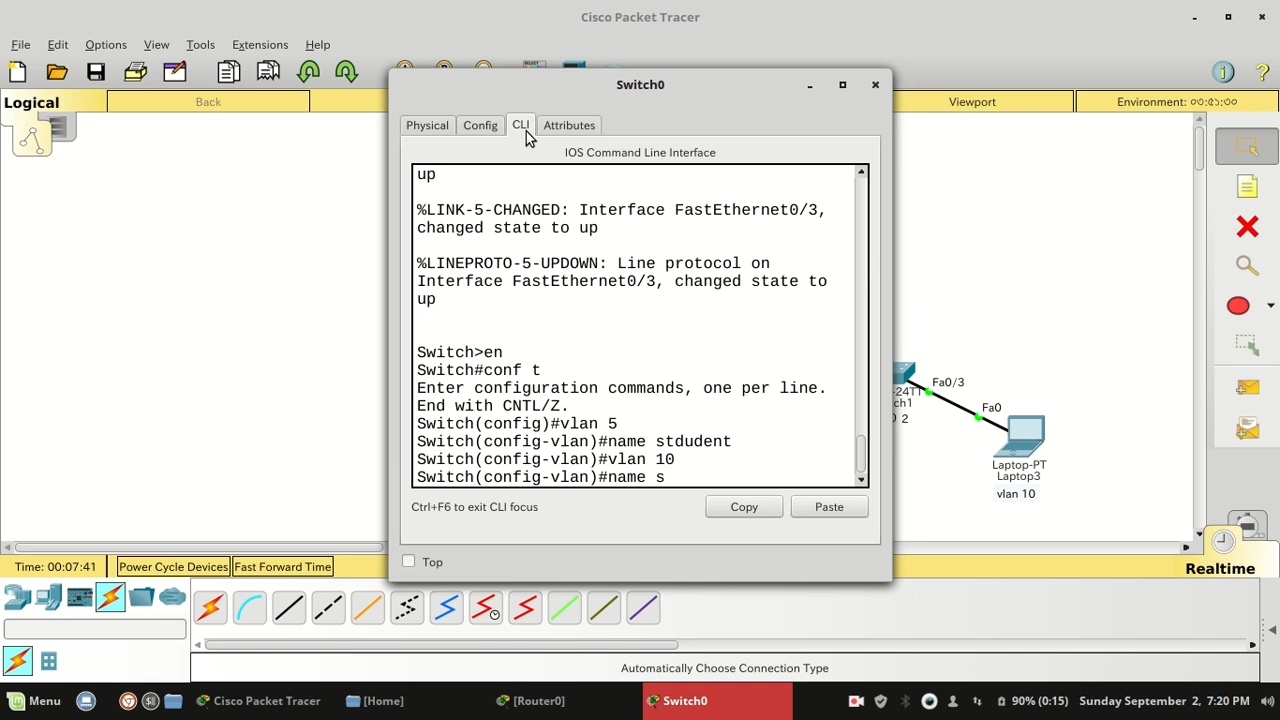 Cisco Packet Tracer
File Edit Options View Tools Extensions Help
Logical
Back
Viewport
Environment: ০৩:৫১:০০
Switch0
Physical Config CLI Attributes
IOS Command Line Interface
up
%LINK-5-CHANGED: Interface FastEthernet0/3,
changed state to up
%LINEPROTO-5-UPDOWN: Line protocol on
Interface FastEthernet0/3, changed state to
up
Switch>en
Switch#conf t
Enter configuration commands, one per line.
End with CNTL/Z.
Switch(config)#vlan 5
Switch(config-vlan)#name stdudent
Switch(config-vlan)#vlan 10
Switch(config-vlan)#name s
Ctrl+F6 to exit CLI focus
Copy
Paste
Top
Fa0/3
Fa0
Laptop-PT
Laptop3
vlan 10
Time: 00:07:41
Power Cycle Devices
Fast Forward Time
Realtime
Automatically Choose Connection Type
Menu
Cisco Packet Tracer
[Home]
[Router0]
Switch0
90% (0:15)
Sunday September 2, 7:20 PM